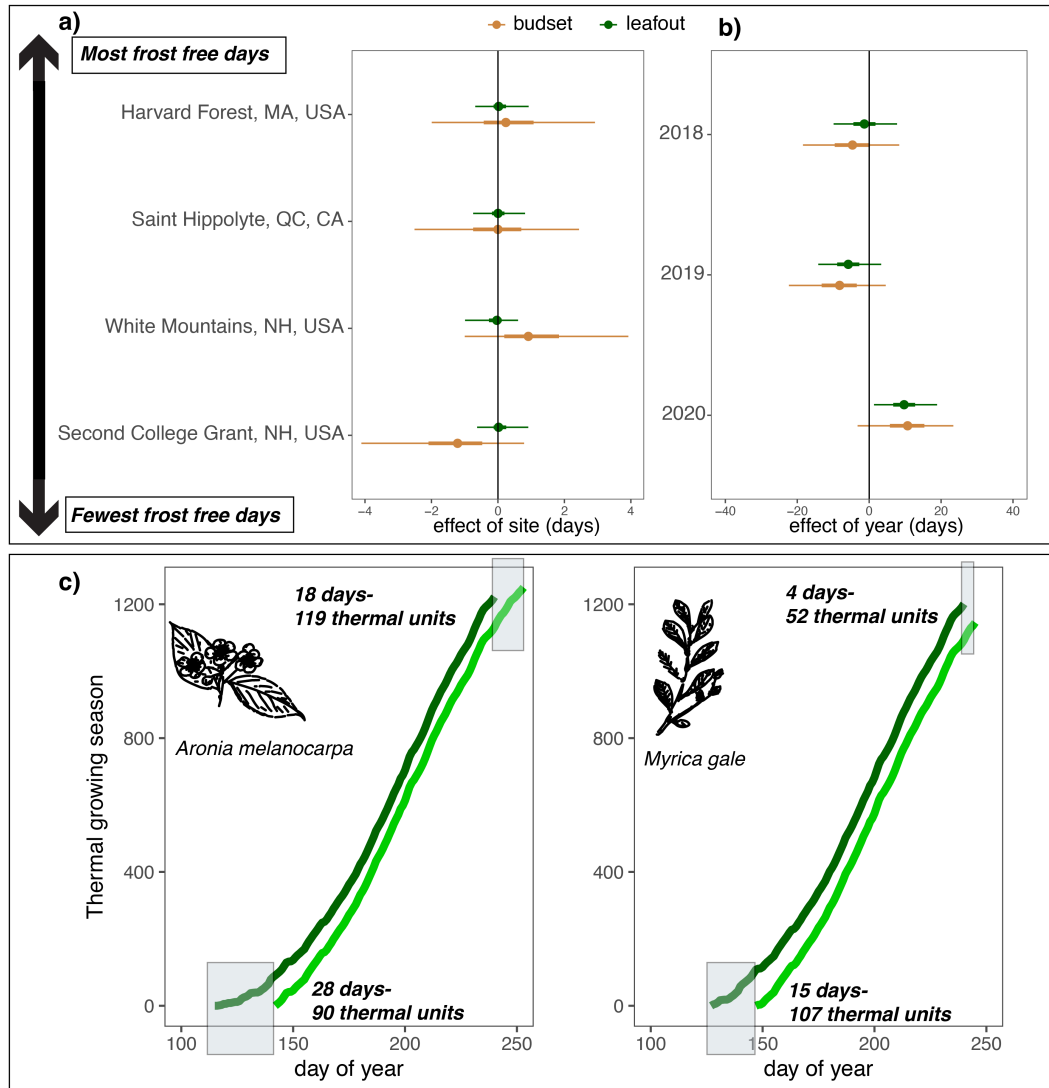 a)
budset
leafout
b)
Most frost free days
Harvard Forest, MA, USA
Saint Hippolyte, QC, CA
White Mountains, NH, USA
Second College Grant, NH, USA
Fewest frost free days
−4
−2
0
2
4
effect of site (days)
2018
2019
2020
−40
−20
0
20
40
effect of year (days)
c)
18 days-
119 thermal units
Aronia melanocarpa
28 days-
90 thermal units
Thermal growing season
1200
800
400
0
100
150
200
250
day of year
4 days-
52 thermal units
Myrica gale
15 days-
107 thermal units
1200
800
400
0
100
150
200
250
day of year